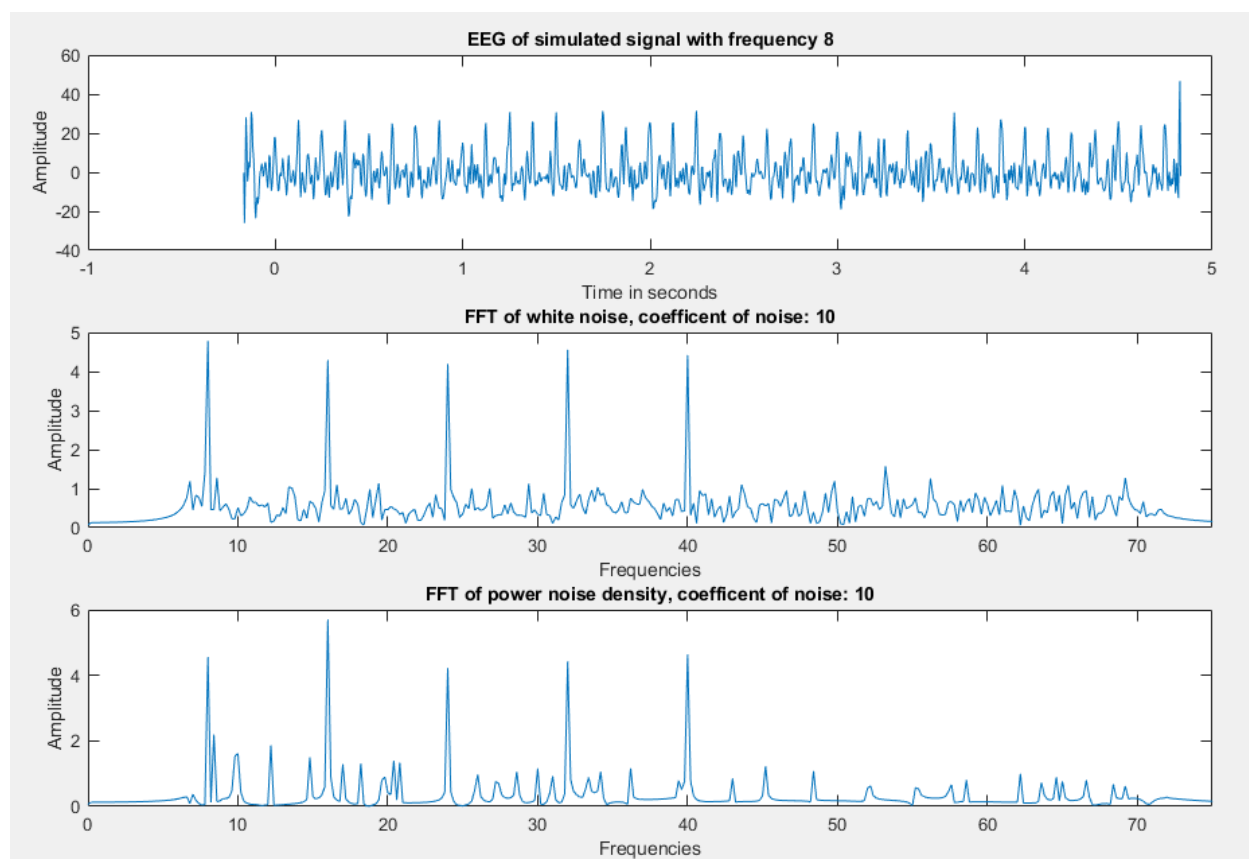 EEG of simulated signal with frequency 8
60
40
20
0
-20
-40
Amplitude
-1 0 1 2 3 4 5
Time in seconds
FFT of white noise, coefficent of noise: 10
5
4
3
2
1
0
Amplitude
0 10 20 30 40 50 60 70
Frequencies
FFT of power noise density, coefficent of noise: 10
6
4
2
0
Amplitude
0 10 20 30 40 50 60 70
Frequencies